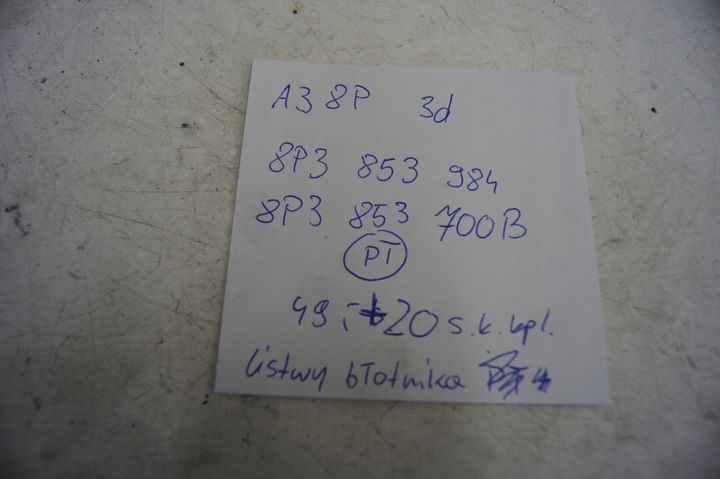 A3 8P 3d
8P3 853 984
8P3 853 700B
PT
49,- 20 s.k.kpl.
listwy błotnika